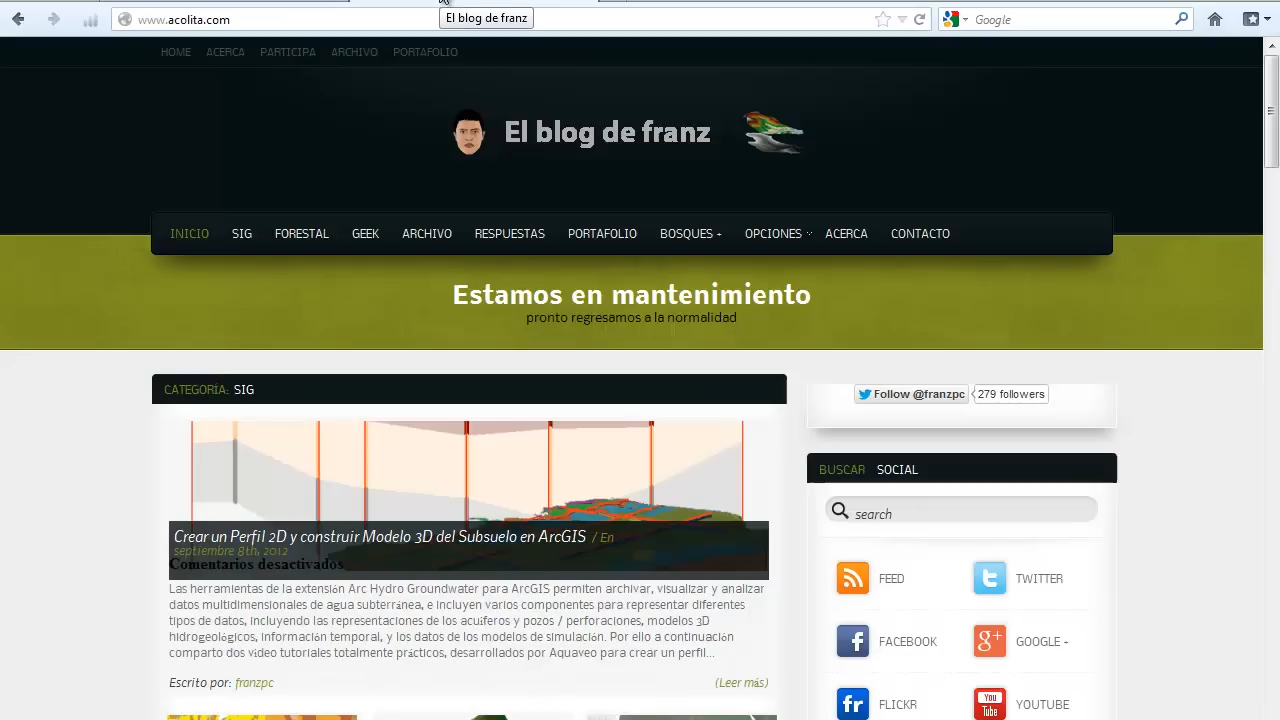 www.acolita.com
El blog de franz
Google
HOME ACERCA PARTICIPA ARCHIVO PORTAFOLIO
El blog de franz
INICIO SIG FORESTAL GEEK ARCHIVO RESPUESTAS PORTAFOLIO BOSQUES + OPCIONES ACERCA CONTACTO
Estamos en mantenimiento
pronto regresamos a la normalidad
CATEGORÍA: SIG
Crear un Perfil 2D y construir Modelo 3D del Subsuelo en ArcGIS / En
septiembre 8th, 2012
Comentarios desactivados
Las herramientas de la extensión Arc Hydro Groundwater para ArcGIS permiten archivar, visualizar y analizar
datos multidimensionales de agua subterránea, e incluyen varios componentes para representar diferentes
tipos de datos, incluyendo las representaciones de los acuíferos y pozos / perforaciones, modelos 3D
hidrogeológicos, información temporal, y los datos de los modelos de simulación. Por ello a continuación
comparto dos video tutoriales totalmente prácticos, desarrollados por Aquaveo para crear un perfil...
Escrito por: franzpc (Leer más)
Follow @franzpc 279 followers
BUSCAR SOCIAL
search
FEED TWITTER
FACEBOOK GOOGLE +
FLICKR YOUTUBE